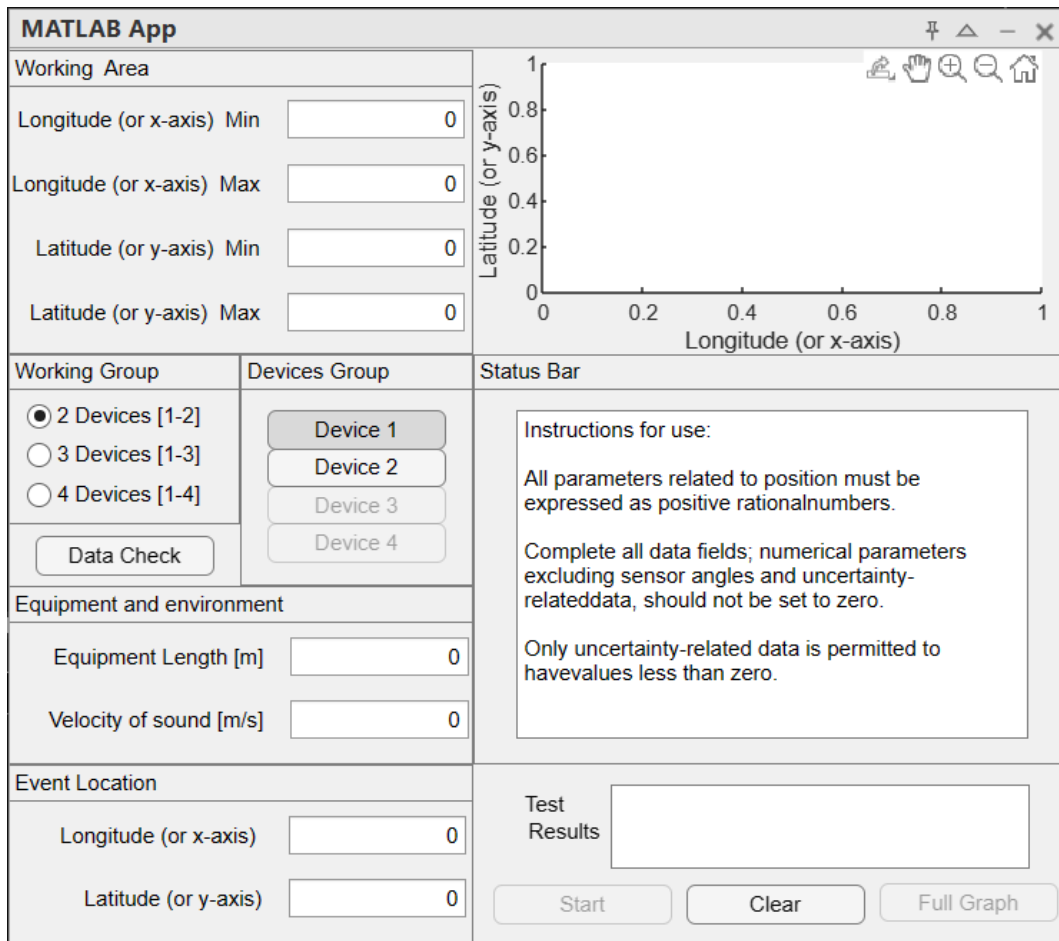 MATLAB App
Working Area
Longitude (or x-axis) Min 0
Longitude (or x-axis) Max 0
Latitude (or y-axis) Min 0
Latitude (or y-axis) Max 0
Latitude (or y-axis)
1
0.8
0.6
0.4
0.2
0
0 0.2 0.4 0.6 0.8 1
Longitude (or x-axis)
Working Group
2 Devices [1-2]
3 Devices [1-3]
4 Devices [1-4]
Data Check
Devices Group
Device 1
Device 2
Device 3
Device 4
Status Bar
Instructions for use:
All parameters related to position must be
expressed as positive rationalnumbers.
Complete all data fields; numerical parameters
excluding sensor angles and uncertainty-
relateddata, should not be set to zero.
Only uncertainty-related data is permitted to
havevalues less than zero.
Equipment and environment
Equipment Length [m] 0
Velocity of sound [m/s] 0
Event Location
Longitude (or x-axis) 0
Latitude (or y-axis) 0
Test
Results
Start Clear Full Graph